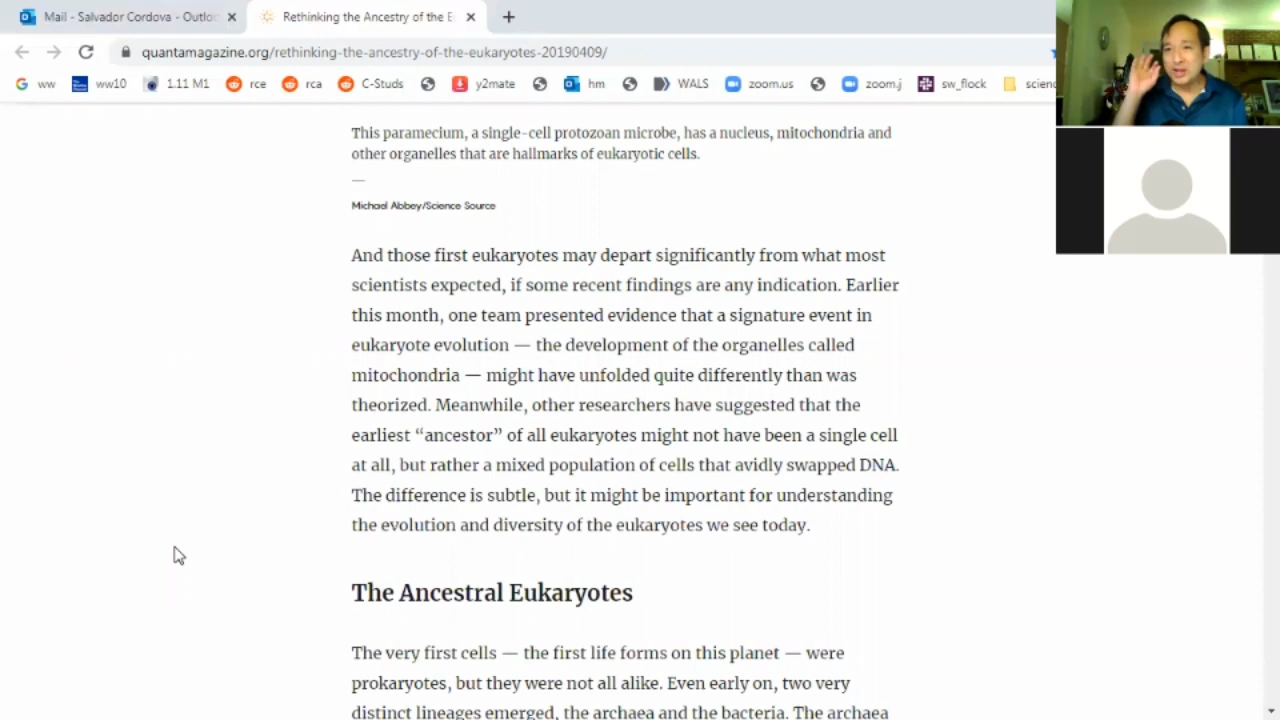 Mail - Salvador Cordova - Outlo
Rethinking the Ancestry of the E
quantamagazine.org/rethinking-the-ancestry-of-the-eukaryotes-20190409/
ww
ww10
1.11 M1
rce
rca
C-Studs
y2mate
hm
WALS
zoom.us
zoom.j
sw_flock
scienc
This paramecium, a single-cell protozoan microbe, has a nucleus, mitochondria and
other organelles that are hallmarks of eukaryotic cells.
—
Michael Abbey/Science Source
And those first eukaryotes may depart significantly from what most
scientists expected, if some recent findings are any indication. Earlier
this month, one team presented evidence that a signature event in
eukaryote evolution — the development of the organelles called
mitochondria — might have unfolded quite differently than was
theorized. Meanwhile, other researchers have suggested that the
earliest “ancestor” of all eukaryotes might not have been a single cell
at all, but rather a mixed population of cells that avidly swapped DNA.
The difference is subtle, but it might be important for understanding
the evolution and diversity of the eukaryotes we see today.
The Ancestral Eukaryotes
The very first cells — the first life forms on this planet — were
prokaryotes, but they were not all alike. Even early on, two very
distinct lineages emerged, the archaea and the bacteria. The archaea